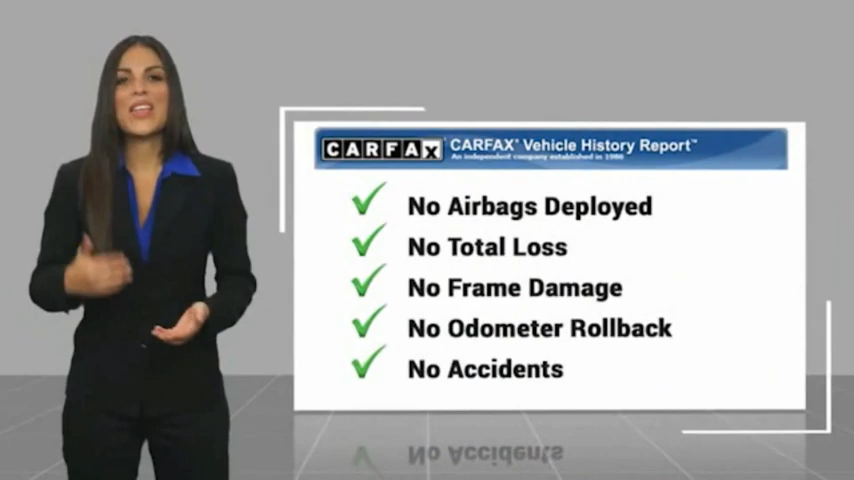 CARFAX CARFAX® Vehicle History Report™
An independent company established in 1986
No Airbags Deployed
No Total Loss
No Frame Damage
No Odometer Rollback
No Accidents
No Accidents